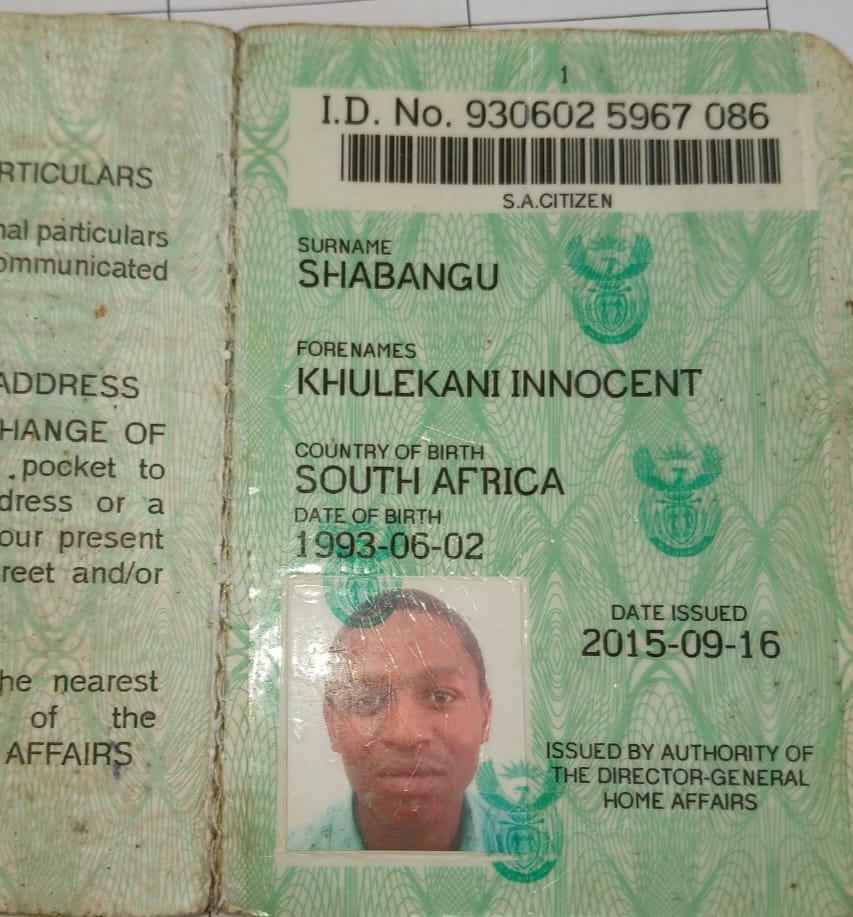 RTICULARS
nal particulars
ommunicated
ADDRESS
HANGE OF
pocket to
dress or a
our present
reet and/or
he nearest
of the
AFFAIRS
1
I.D. No. 930602 5967 086
S.A.CITIZEN
SURNAME
SHABANGU
FORENAMES
KHULEKANI INNOCENT
COUNTRY OF BIRTH
SOUTH AFRICA
DATE OF BIRTH
1993-06-02
DATE ISSUED
2015-09-16
ISSUED BY AUTHORITY OF
THE DIRECTOR-GENERAL
HOME AFFAIRS